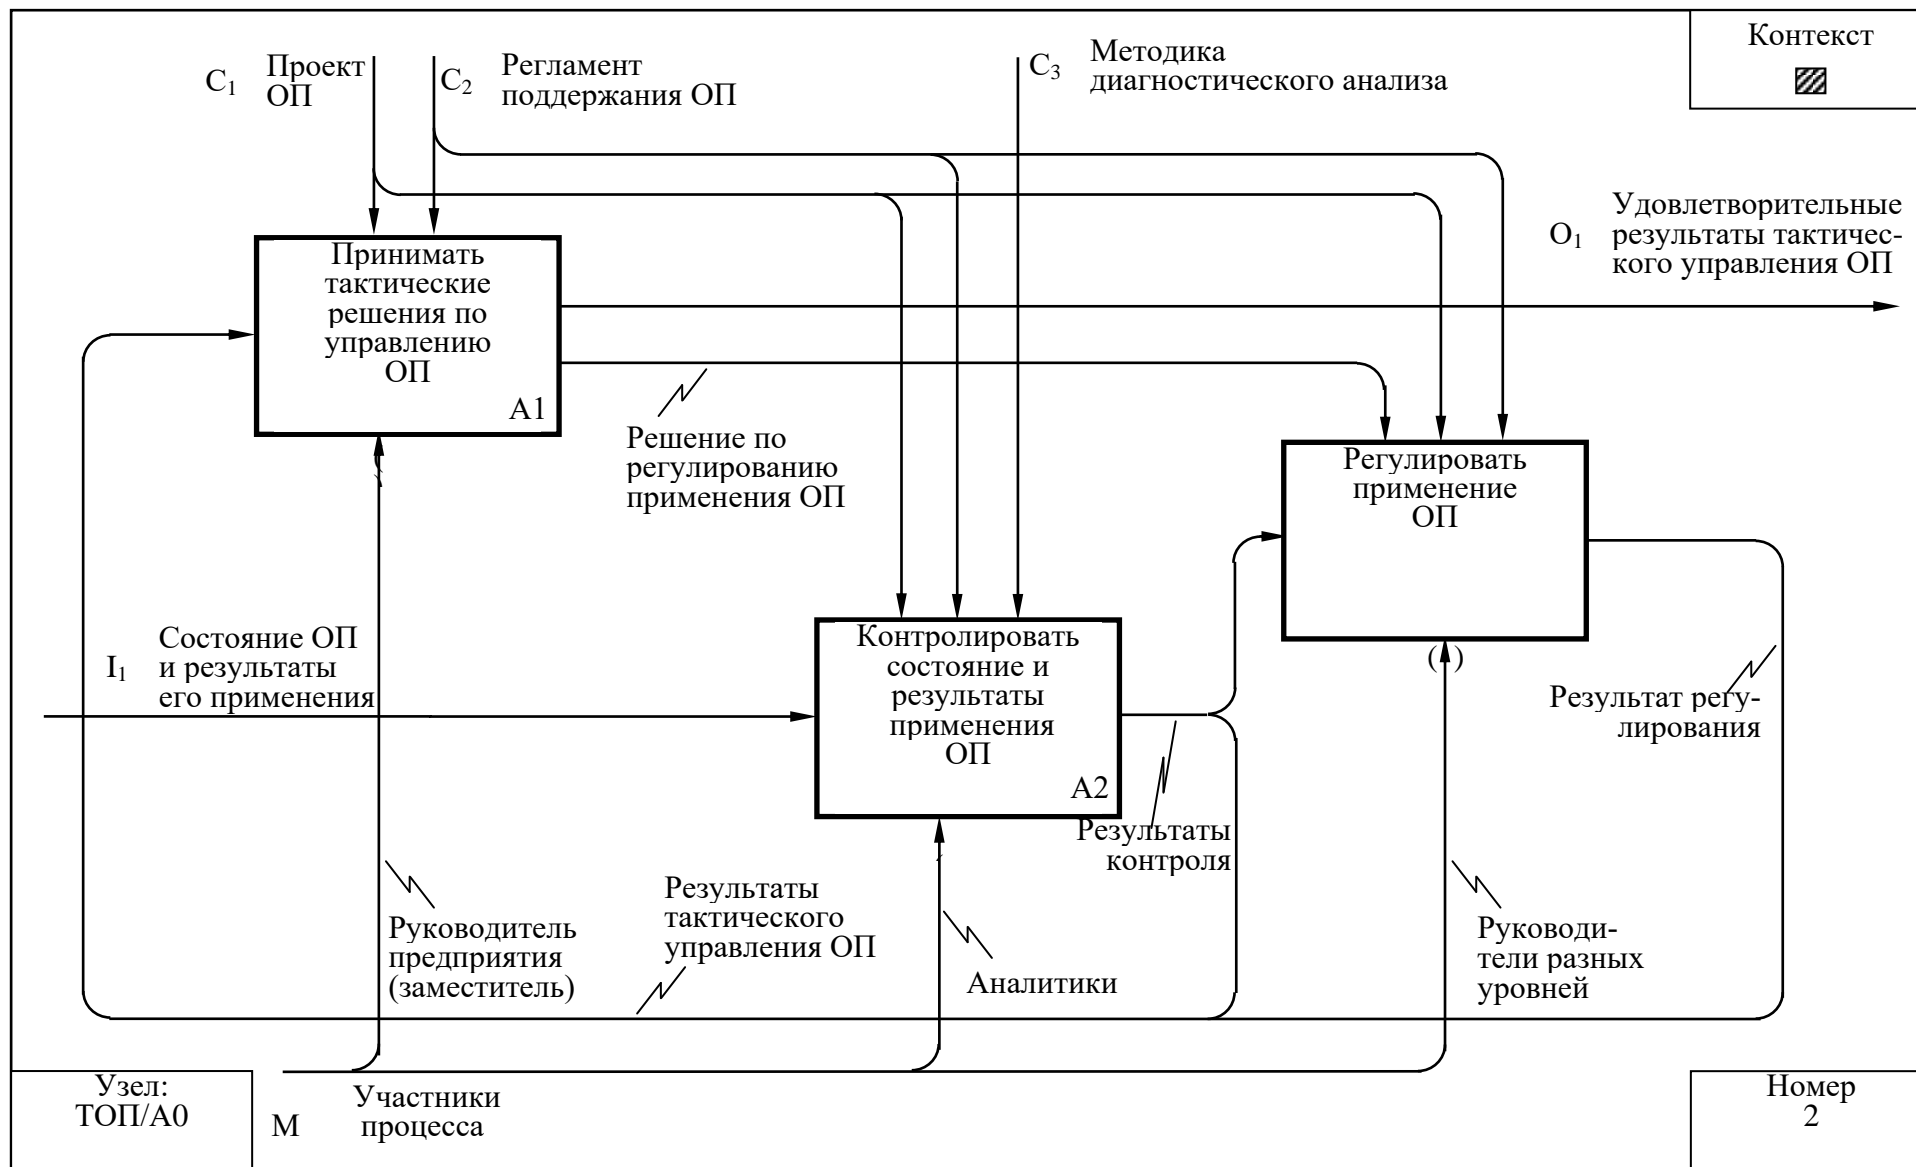 Контекст
C₁
Проект
ОП
C₂
Регламент
поддержания ОП
C₃
Методика
диагностического анализа
O₁
Удовлетворительные
результаты тактичес-
кого управления ОП
Принимать
тактические
решения по
управлению
ОП
А1
Решение по
регулированию
применения ОП
Регулировать
применение
ОП
( )
I₁
Состояние ОП
и результаты
его применения
Контролировать
состояние и
результаты
применения
ОП
А2
Результат регу-
лирования
Результаты
контроля
Результаты
тактического
управления ОП
Руководитель
предприятия
(заместитель)
Аналитики
Руководи-
тели разных
уровней
Узел:
ТОП/А0
М
Участники
процесса
Номер
2